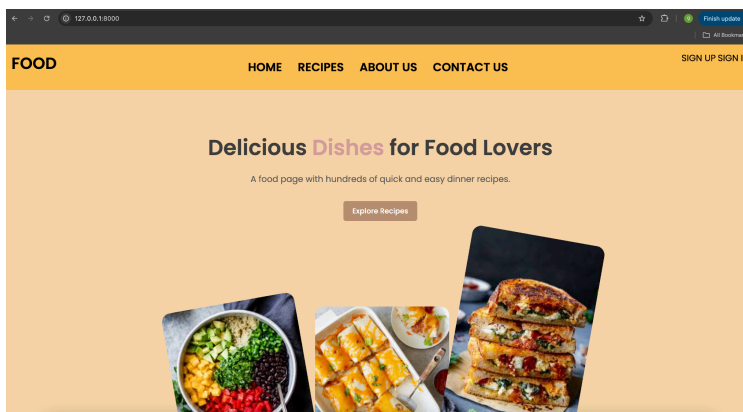 127.0.0.1:8000
Finish update
All Bookmar
FOOD
HOME RECIPES ABOUT US CONTACT US
SIGN UP SIGN I
Delicious Dishes for Food Lovers
A food page with hundreds of quick and easy dinner recipes.
Explore Recipes